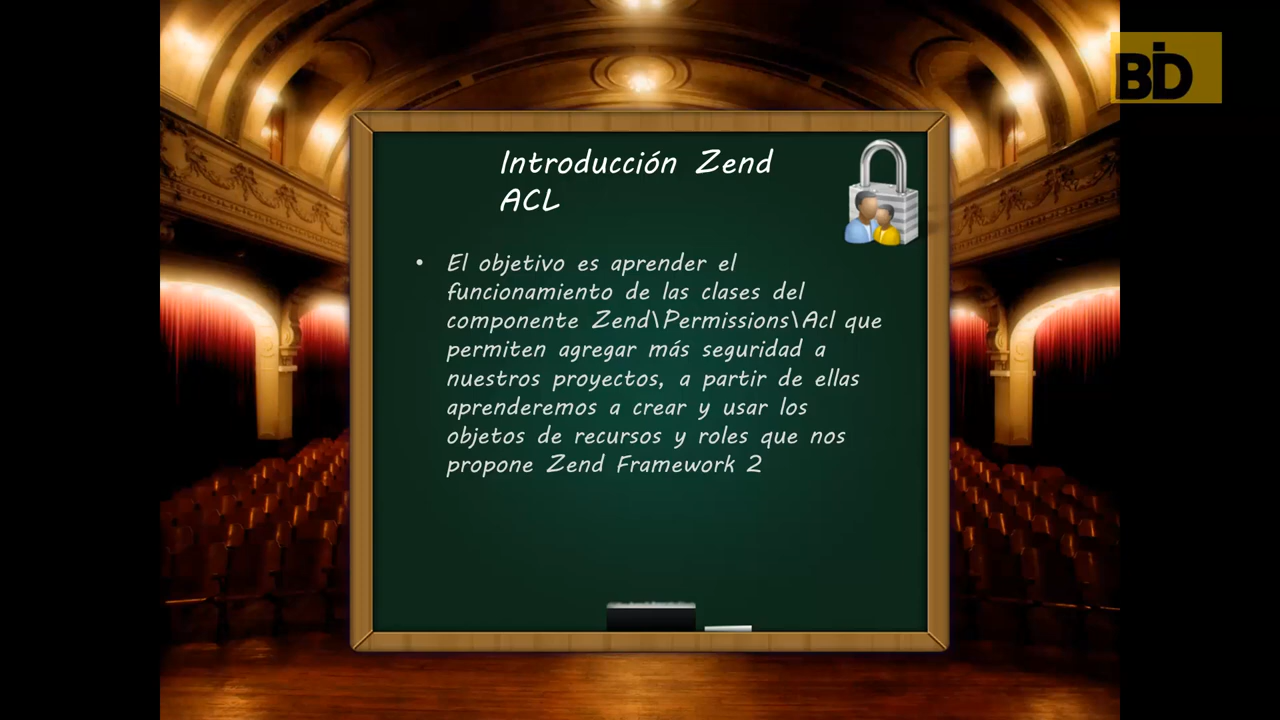 BiD
Introducción Zend
ACL
• El objetivo es aprender el
funcionamiento de las clases del
componente Zend\Permissions\Acl que
permiten agregar más seguridad a
nuestros proyectos, a partir de ellas
aprenderemos a crear y usar los
objetos de recursos y roles que nos
propone Zend Framework 2